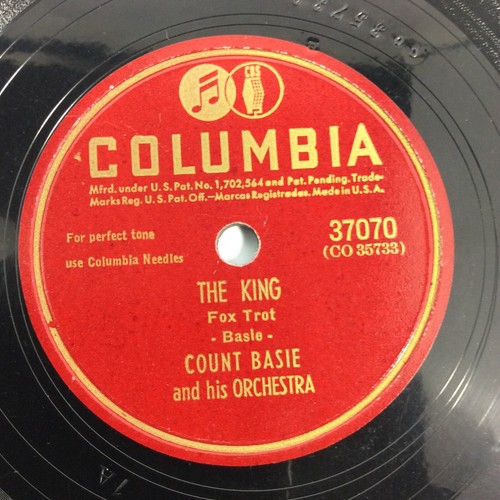 CBS
COLUMBIA
Mfrd. under U.S. Pat. No. 1,702,564 and Pat. Pending. Trade-
Marks Reg. U.S. Pat. Off.—Marcas Registradas. Made in U.S.A.
For perfect tone
use Columbia Needles
37070
(CO 35733)
THE KING
Fox Trot
- Basie -
COUNT BASIE
and his ORCHESTRA
1A